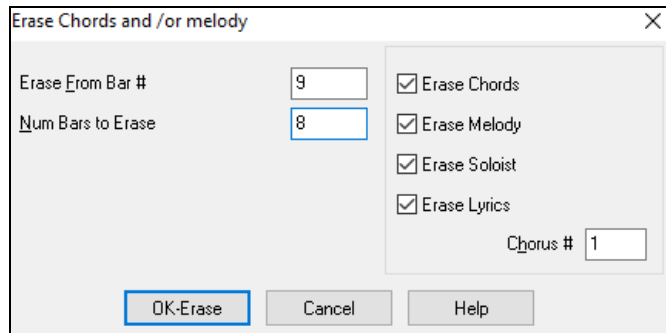 Erase Chords and /or melody
Erase From Bar # 9
Num Bars to Erase 8
Erase Chords
Erase Melody
Erase Soloist
Erase Lyrics
Chorus # 1
OK-Erase Cancel Help